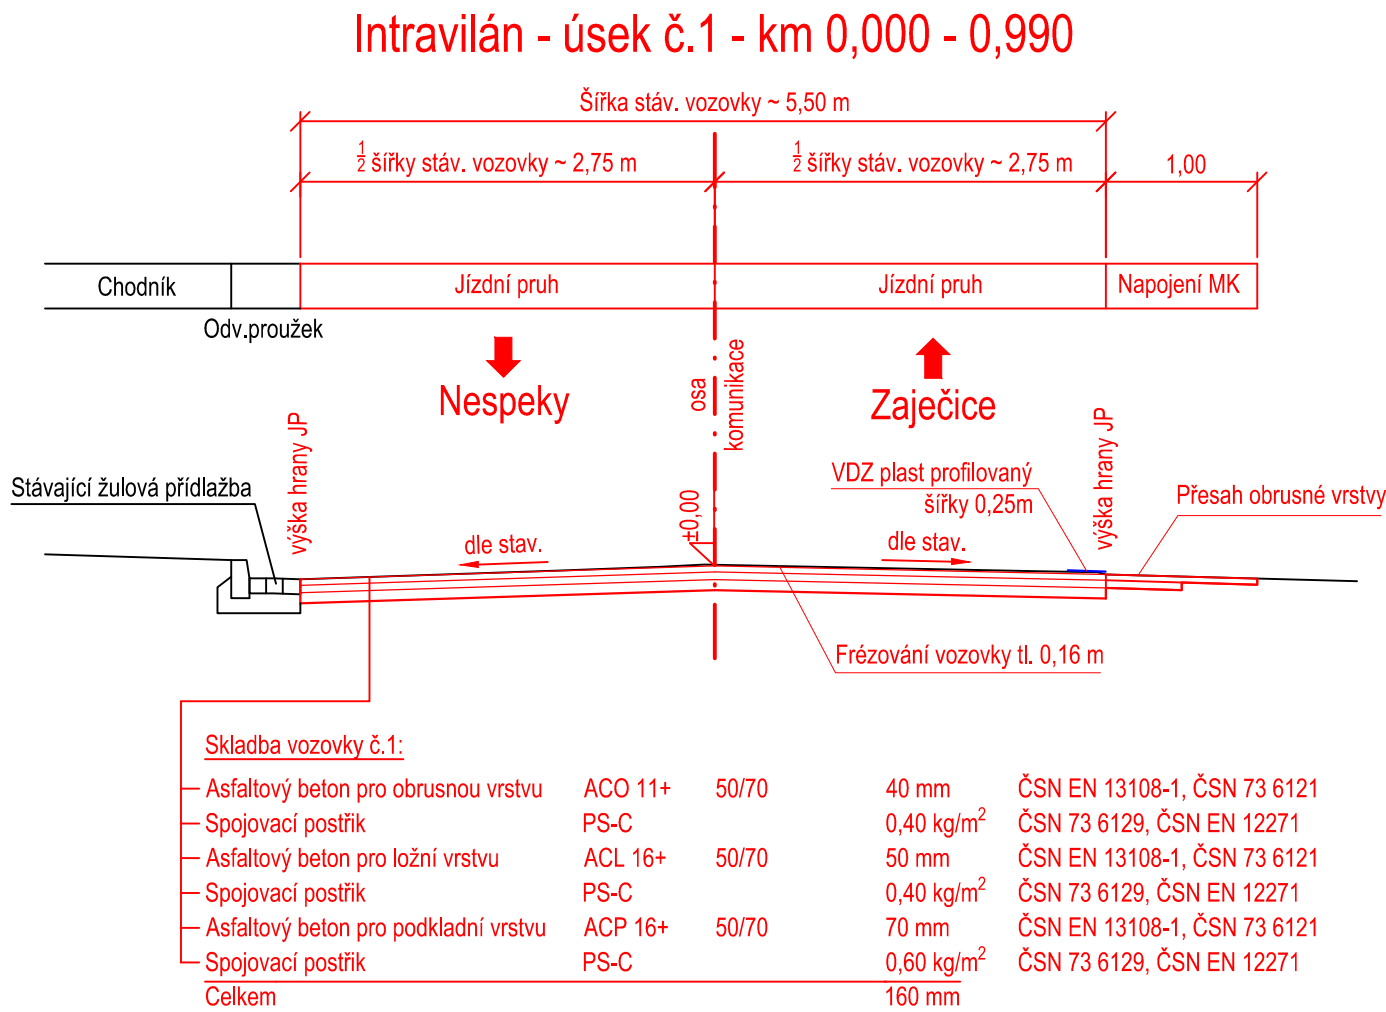 Intravilán - úsek č.1 - km 0,000 - 0,990
Šířka stáv. vozovky ~ 5,50 m
1/2 šířky stáv. vozovky ~ 2,75 m
1/2 šířky stáv. vozovky ~ 2,75 m
1,00
Chodník
Jízdní pruh
Jízdní pruh
Napojení MK
Odv.proužek
Nespeky
osa
komunikace
Zaječice
výška hrany JP
výška hrany JP
Stávající žulová přídlažba
VDZ plast profilovaný
šířky 0,25m
Přesah obrusné vrstvy
±0,00
dle stav.
dle stav.
Frézování vozovky tl. 0,16 m
Skladba vozovky č.1:
Asfaltový beton pro obrusnou vrstvu ACO 11+ 50/70 40 mm ČSN EN 13108-1, ČSN 73 6121
Spojovací postřik PS-C 0,40 kg/m² ČSN 73 6129, ČSN EN 12271
Asfaltový beton pro ložní vrstvu ACL 16+ 50/70 50 mm ČSN EN 13108-1, ČSN 73 6121
Spojovací postřik PS-C 0,40 kg/m² ČSN 73 6129, ČSN EN 12271
Asfaltový beton pro podkladní vrstvu ACP 16+ 50/70 70 mm ČSN EN 13108-1, ČSN 73 6121
Spojovací postřik PS-C 0,60 kg/m² ČSN 73 6129, ČSN EN 12271
Celkem 160 mm